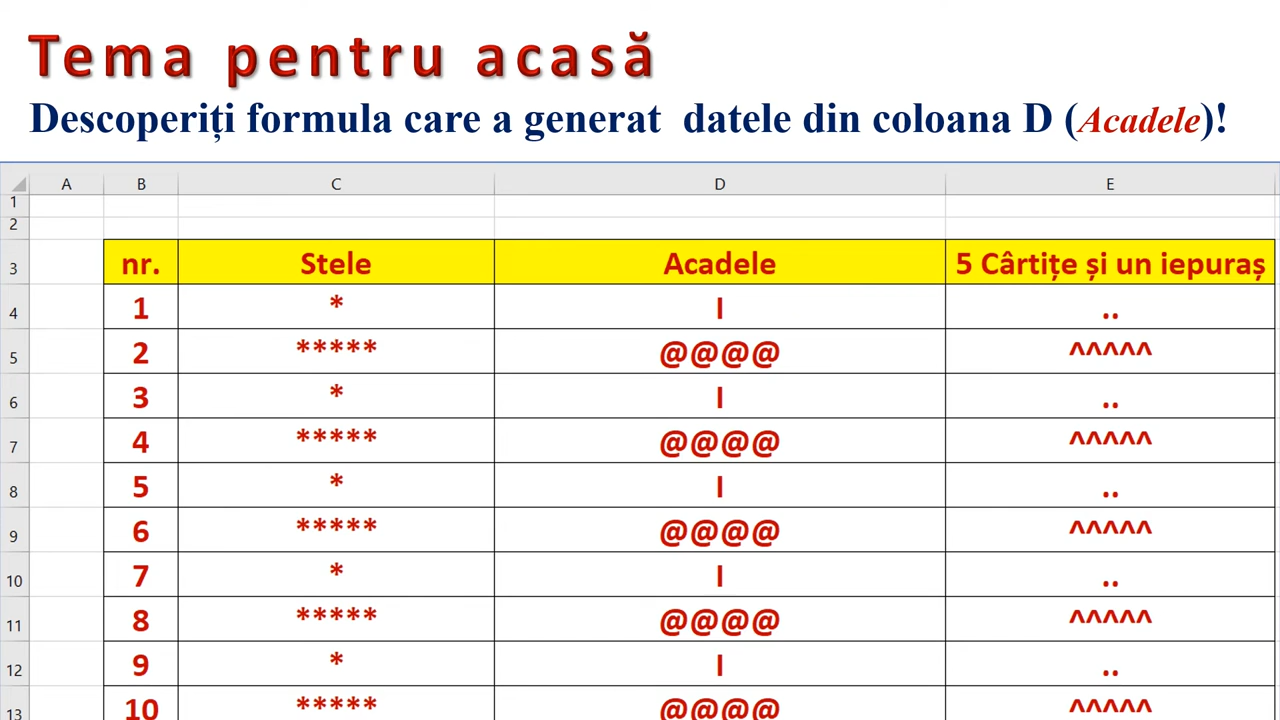 Tema pentru acasă
Descoperiți formula care a generat datele din coloana D (Acadele)!
A B C D E
1
2
3 nr. Stele Acadele 5 Cârtițe și un iepuraș
4 1 * I ..
5 2 ***** @@@@ ^^^^^
6 3 * I ..
7 4 ***** @@@@ ^^^^^
8 5 * I ..
9 6 ***** @@@@ ^^^^^
10 7 * I ..
11 8 ***** @@@@ ^^^^^
12 9 * I ..
13 10 ***** @@@@ ^^^^^